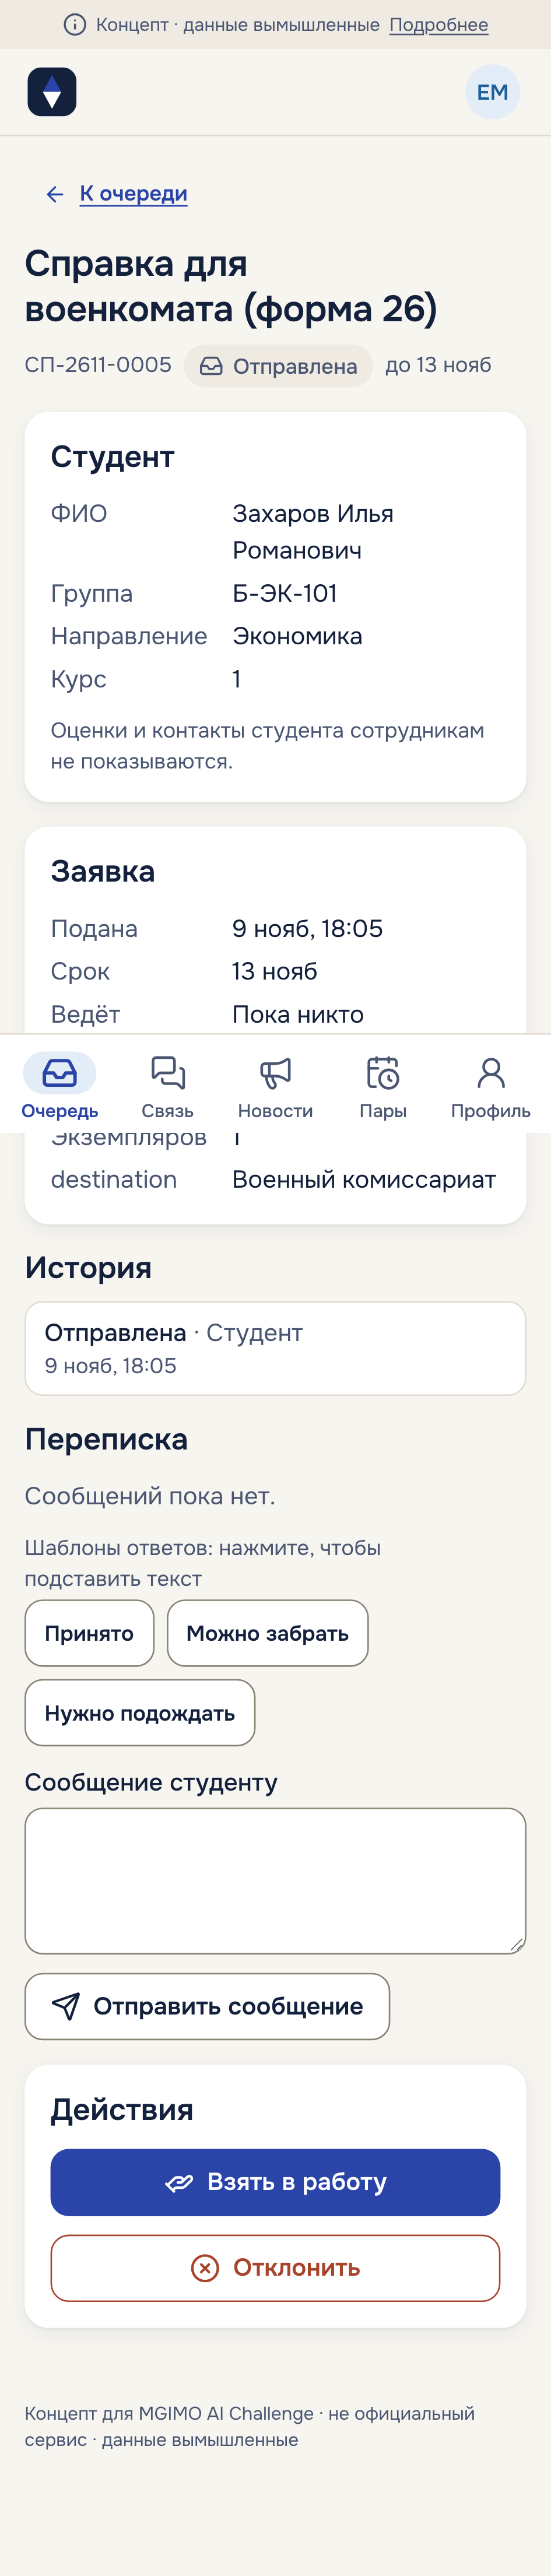 Концепт · данные вымышленные Подробнее
ЕМ
К очереди
Справка для
военкомата (форма 26)
СП-2611-0005 Отправлена до 13 нояб
Студент
ФИО Захаров Илья
Романович
Группа Б-ЭК-101
Направление Экономика
Курс 1
Оценки и контакты студента сотрудникам
не показываются.
Заявка
Подана 9 нояб, 18:05
Срок 13 нояб
Ведёт Пока никто
Очередь Связь Новости Пары Профиль
Экземпляров 1
destination Военный комиссариат
История
Отправлена · Студент
9 нояб, 18:05
Переписка
Сообщений пока нет.
Шаблоны ответов: нажмите, чтобы
подставить текст
Принято Можно забрать
Нужно подождать
Сообщение студенту
Отправить сообщение
Действия
Взять в работу
Отклонить
Концепт для MGIMO AI Challenge · не официальный
сервис · данные вымышленные